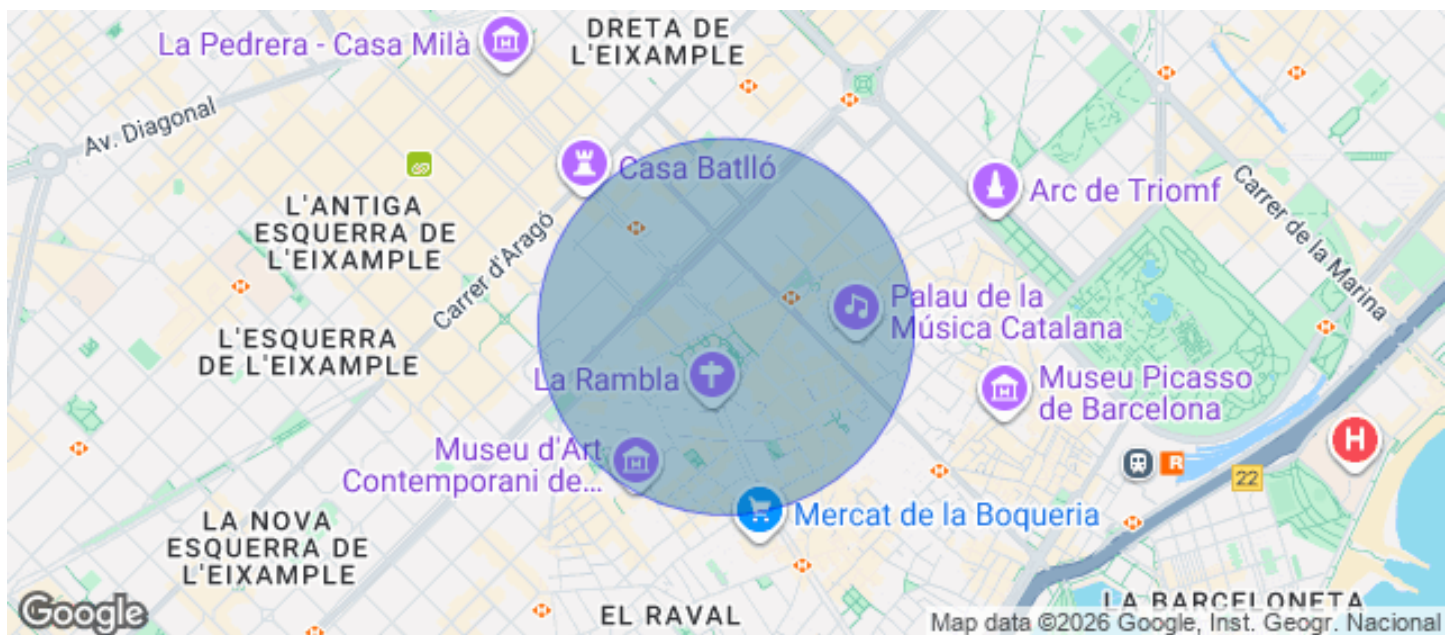 La Pedrera - Casa Milà
DRETA DE
L'EIXAMPLE
Av. Diagonal
Casa Batlló
Arc de Triomf
Carrer de la Marina
L'ANTIGA
ESQUERRA DE
L'EIXAMPLE
Carrer d'Aragó
Palau de la
Música Catalana
L'ESQUERRA
DE L'EIXAMPLE
La Rambla
Museu Picasso
de Barcelona
H
Museu d'Art
Contemporani de...
R
22
Mercat de la Boqueria
LA NOVA
ESQUERRA DE
L'EIXAMPLE
EL RAVAL
LA BARCELONETA
Google
Map data ©2026 Google, Inst. Geogr. Nacional